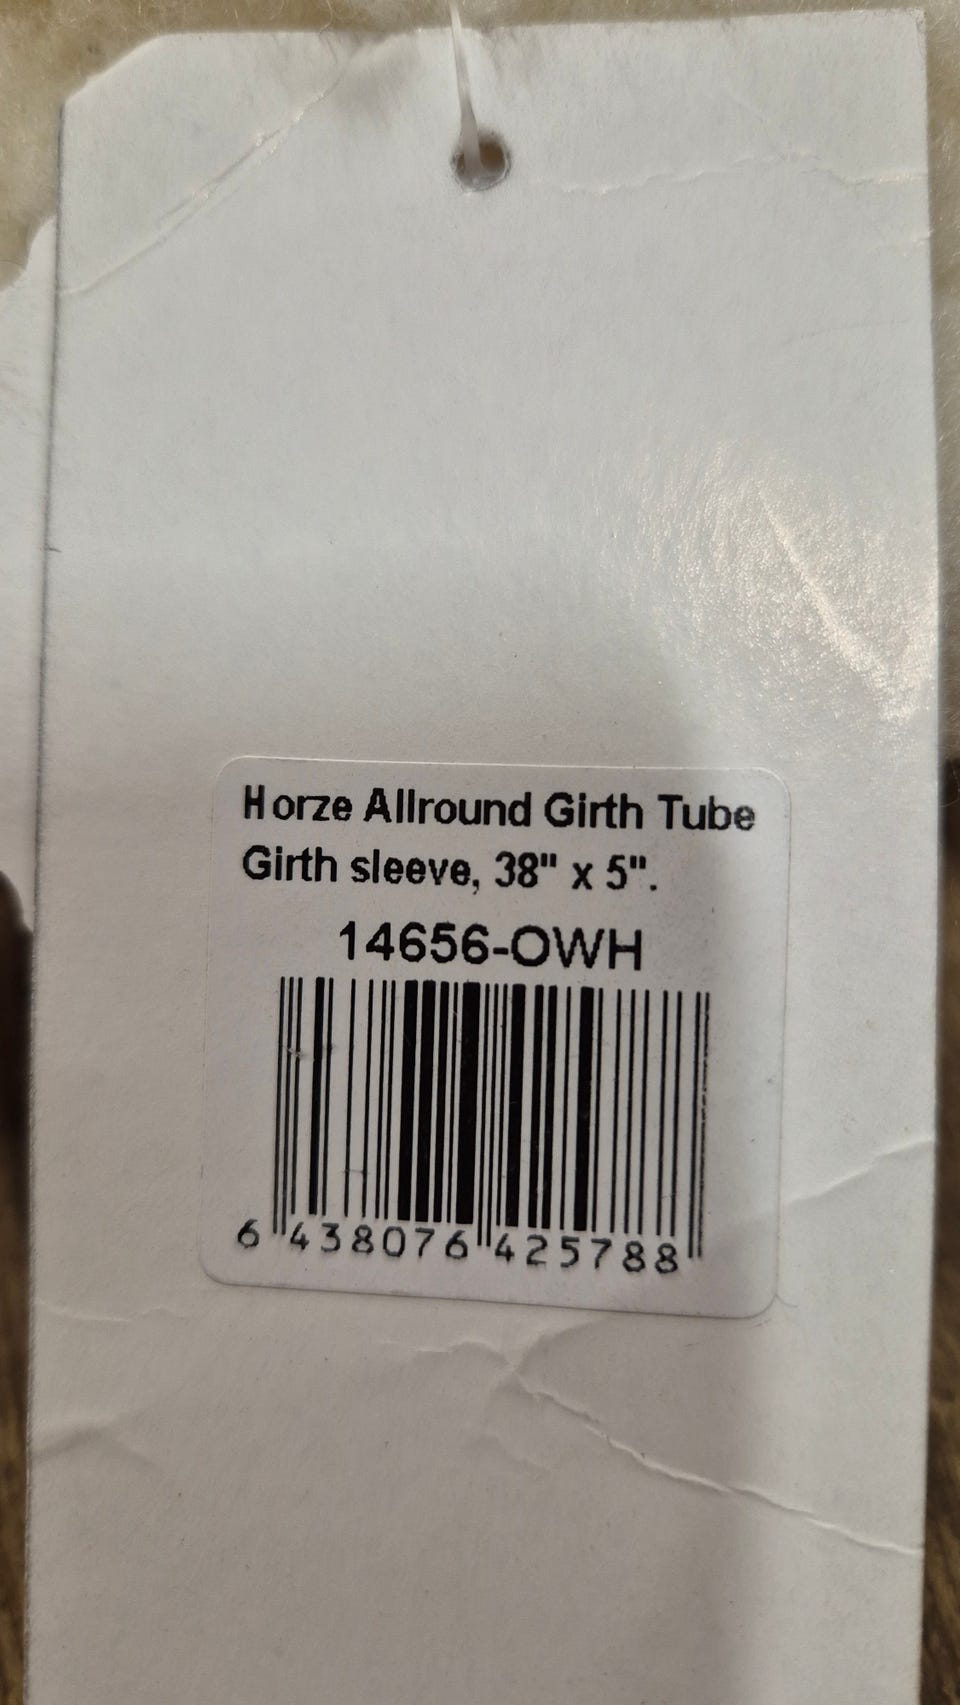 Horze Allround Girth Tube
Girth sleeve, 38" x 5".
14656-OWH
6 438076 425788